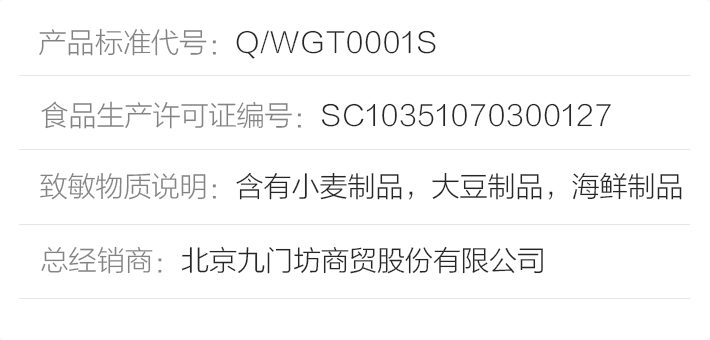 产品标准代号：Q/WGT0001S
食品生产许可证编号：SC10351070300127
致敏物质说明：含有小麦制品，大豆制品，海鲜制品
总经销商：北京九门坊商贸股份有限公司